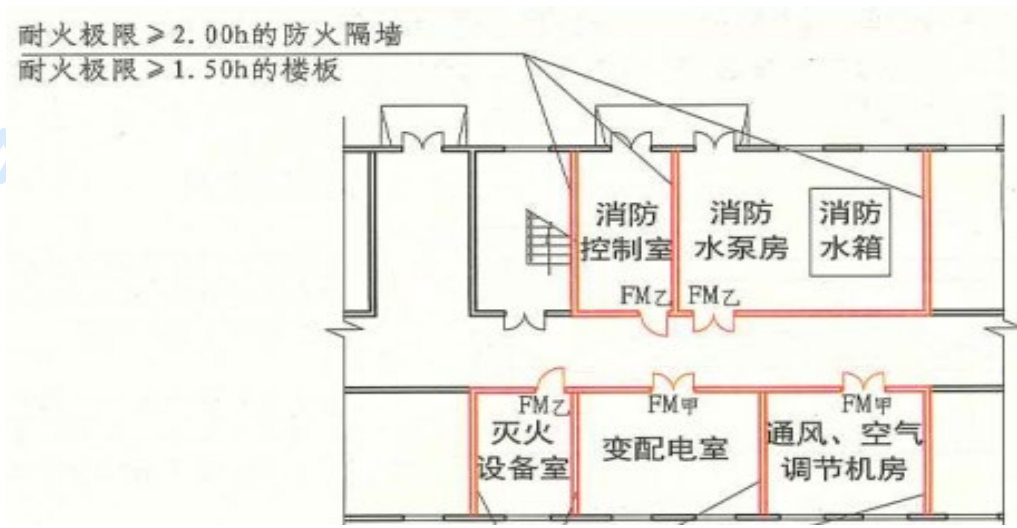 耐火极限≥2.00h的防火隔墙
耐火极限≥1.50h的楼板
消防
控制室
消防
水泵房
消防
水箱
FM乙
FM乙
FM乙
FM甲
FM甲
灭火
设备室
变配电室
通风、空气
调节机房